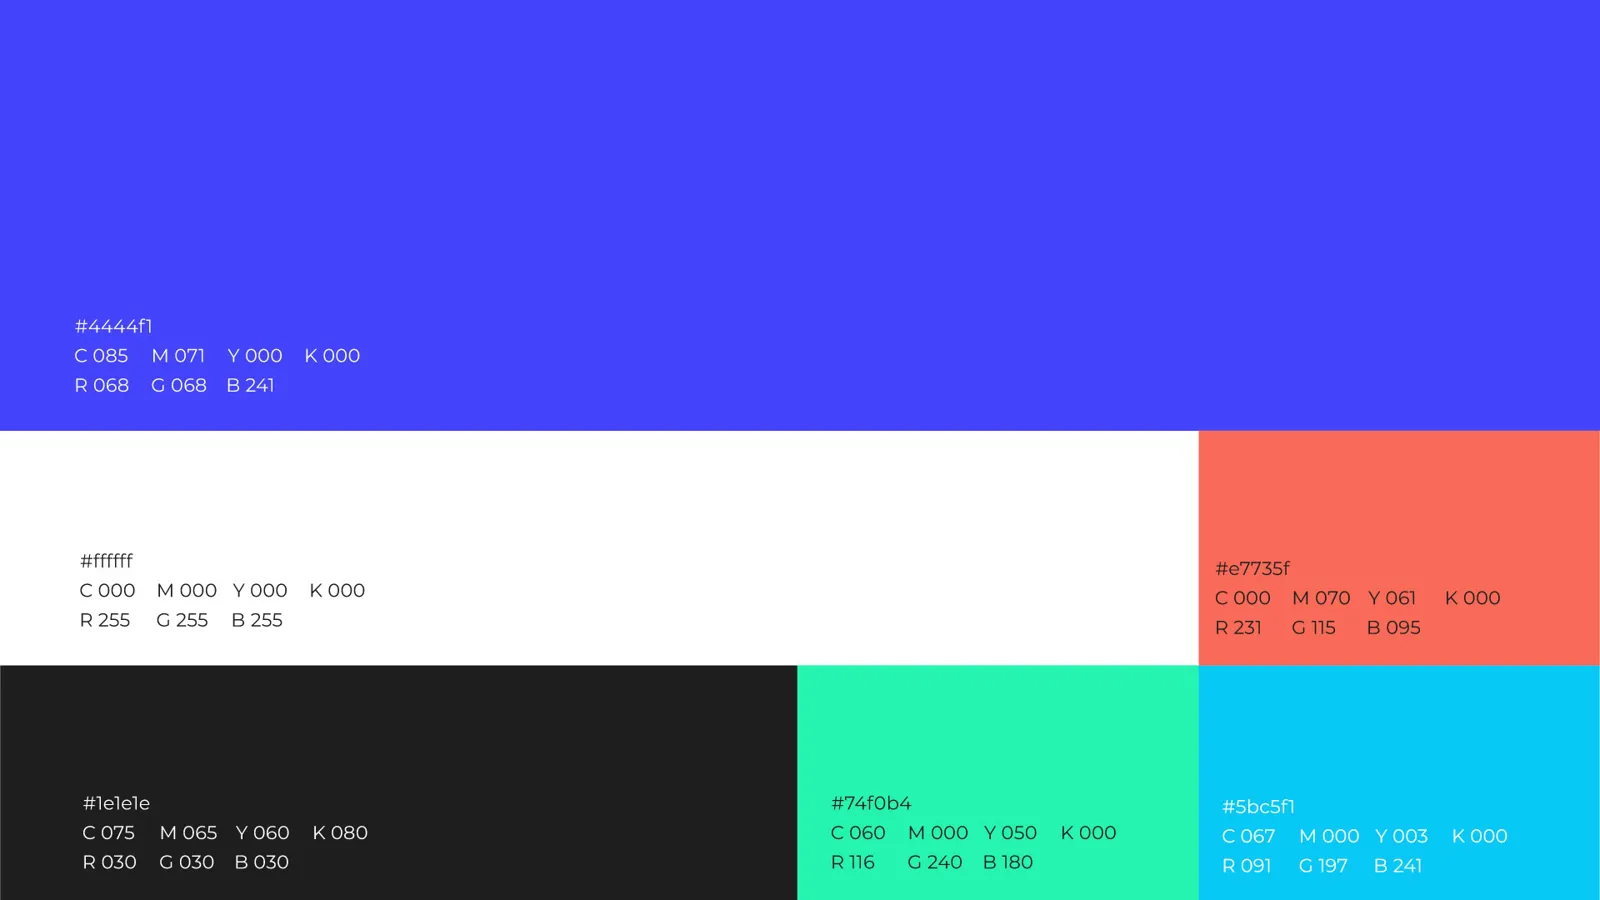 #4444f1
C 085 M 071 Y 000 K 000
R 068 G 068 B 241
#ffffff
C 000 M 000 Y 000 K 000
R 255 G 255 B 255
#e7735f
C 000 M 070 Y 061 K 000
R 231 G 115 B 095
#1e1e1e
C 075 M 065 Y 060 K 080
R 030 G 030 B 030
#74f0b4
C 060 M 000 Y 050 K 000
R 116 G 240 B 180
#5bc5f1
C 067 M 000 Y 003 K 000
R 091 G 197 B 241